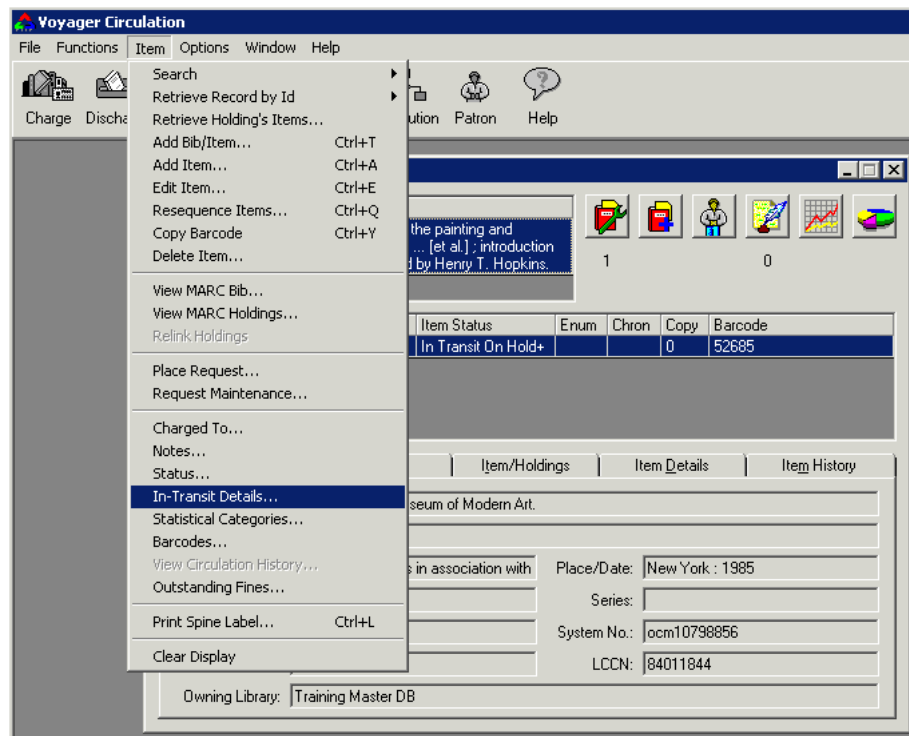 Voyager Circulation
File Functions Item Options Window Help
Charge Discha ution Patron Help
Search
Retrieve Record by Id
Retrieve Holding's Items...
Add Bib/Item... Ctrl+T
Add Item... Ctrl+A
Edit Item... Ctrl+E
Resequence Items... Ctrl+Q
Copy Barcode Ctrl+Y
Delete Item...
View MARC Bib...
View MARC Holdings...
Relink Holdings
Place Request...
Request Maintenance...
Charged To...
Notes...
Status...
In-Transit Details...
Statistical Categories...
Barcodes...
View Circulation History...
Outstanding Fines...
Print Spine Label... Ctrl+L
Clear Display
the painting and
... [et al.] ; introduction
d by Henry T. Hopkins.
1 0
Item Status Enum Chron Copy Barcode
In Transit On Hold+ 0 52685
Item/Holdings Item Details Item History
seum of Modern Art.
s in association with Place/Date: New York : 1985
Series:
System No.: ocm10798856
LCCN: 84011844
Owning Library: Training Master DB